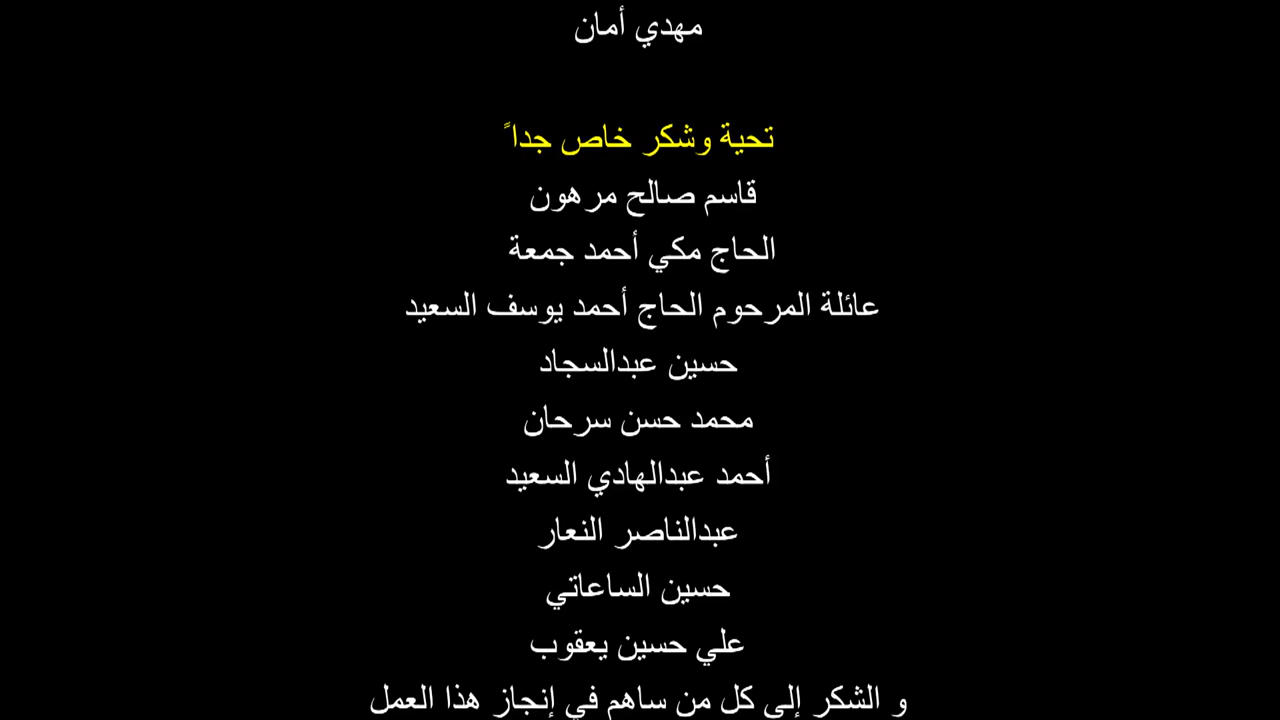 مهدي أمان
تحية وشكر خاص جداً
قاسم صالح مرهون
الحاج مكي أحمد جمعة
عائلة المرحوم الحاج أحمد يوسف السعيد
حسين عبدالسجاد
محمد حسن سرحان
أحمد عبدالهادي السعيد
عبدالناصر النعار
حسين الساعاتي
علي حسين يعقوب
و الشكر إلى كل من ساهم في إنجاز هذا العمل